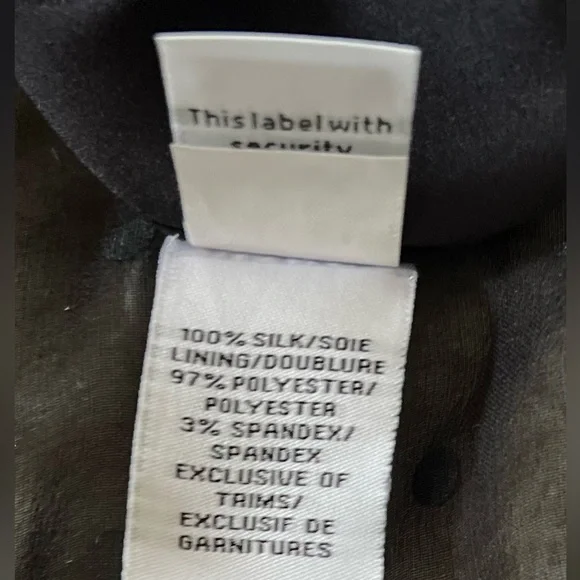 This label with
security
100% SILK/SOIE
LINING/DOUBLURE
97% POLYESTER/
POLYESTER
3% SPANDEX/
SPANDEX
EXCLUSIVE OF
TRIMS/
EXCLUSIF DE
GARNITURES